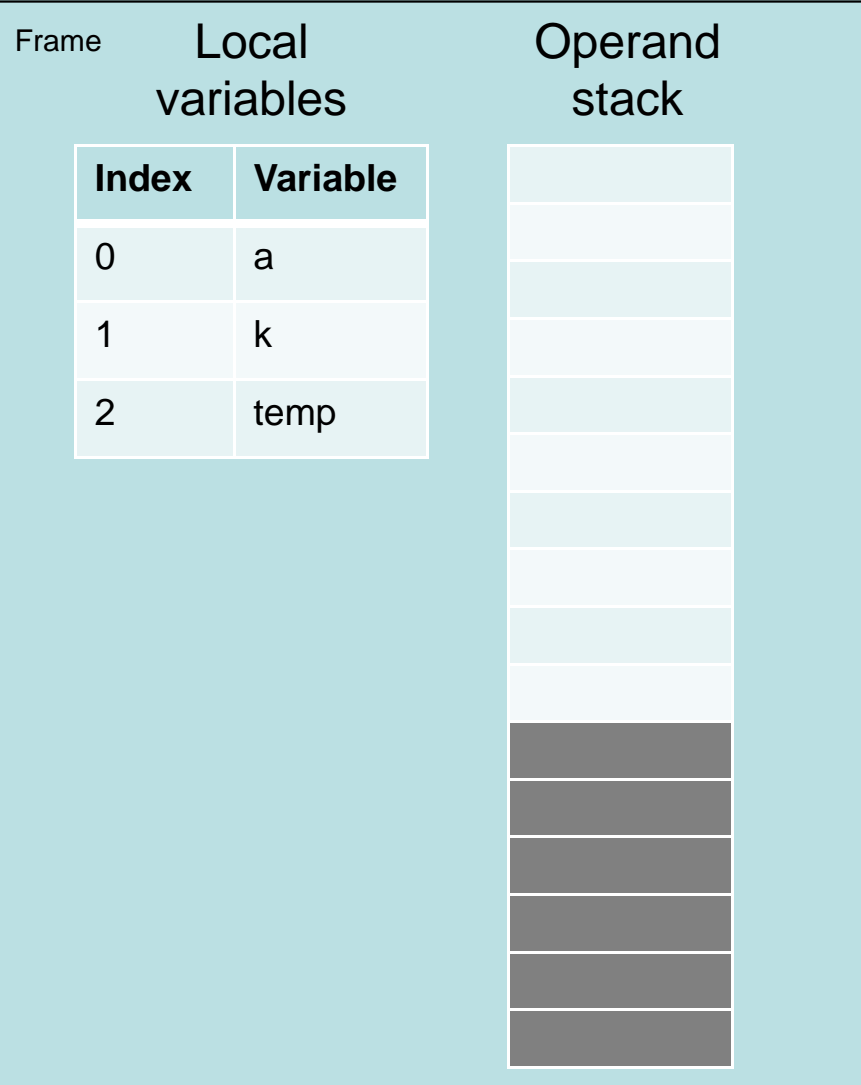 Frame
Local
variables
Operand
stack
Index Variable
0 a
1 k
2 temp